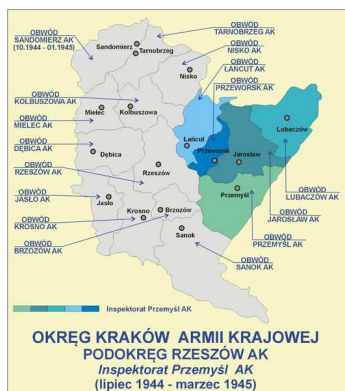 OBWÓD
TARNOBRZEG AK
OBWÓD
SANDOMIERZ AK
(10.1944 - 01.1945)
OBWÓD
NISKO AK
Sandomierz
Tarnobrzeg
OBWÓD
ŁAŃCUT AK
Nisko
OBWÓD
PRZEWORSK AK
OBWÓD
KOLBUSZOWA AK
Mielec
Kolbuszowa
OBWÓD
MIELEC AK
Lubaczów
OBWÓD
DĘBICA AK
Łańcut
Przeworsk
Dębica
Jarosław
OBWÓD
RZESZÓW AK
Rzeszów
OBWÓD
LUBACZÓW AK
Przemyśl
OBWÓD
JASŁO AK
Jasło
OBWÓD
JAROSŁAW AK
Krosno
Brzozów
OBWÓD
KROSNO AK
OBWÓD
PRZEMYŚL AK
Sanok
OBWÓD
BRZOZÓW AK
OBWÓD
SANOK AK
Inspektorat Przemyśl AK
OKRĘG KRAKÓW ARMII KRAJOWEJ
PODOKRĘG RZESZÓW AK
Inspektorat Przemyśl AK
(lipiec 1944 - marzec 1945)